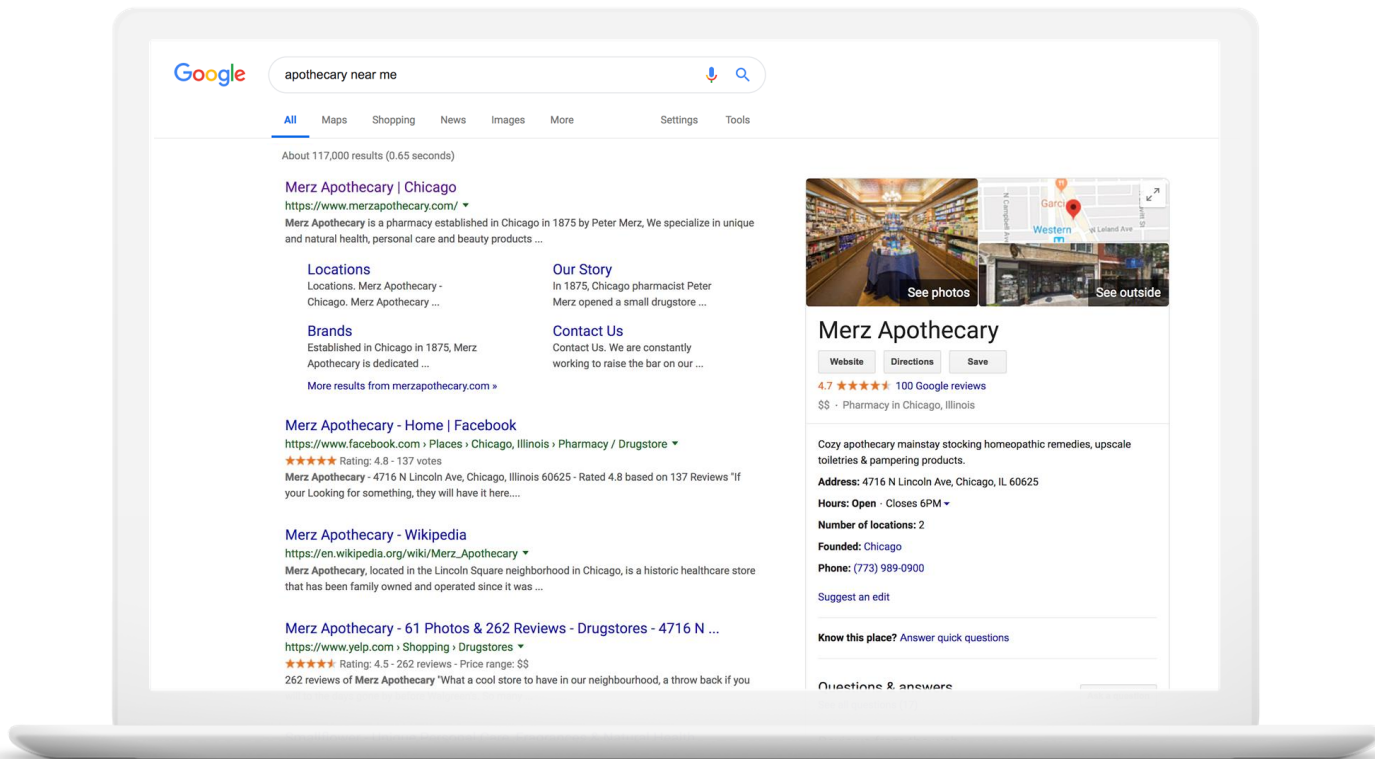 Google
apothecary near me
All Maps Shopping News Images More Settings Tools
About 117,000 results (0.65 seconds)
Merz Apothecary | Chicago
https://www.merzapothecary.com/
Merz Apothecary is a pharmacy established in Chicago in 1875 by Peter Merz, We specialize in unique
and natural health, personal care and beauty products ...
Locations
Locations. Merz Apothecary -
Chicago. Merz Apothecary ...
Our Story
In 1875, Chicago pharmacist Peter
Merz opened a small drugstore ...
Brands
Established in Chicago in 1875, Merz
Apothecary is dedicated ...
Contact Us
Contact Us. We are constantly
working to raise the bar on our ...
More results from merzapothecary.com »
Merz Apothecary - Home | Facebook
https://www.facebook.com › Places › Chicago, Illinois › Pharmacy / Drugstore
Rating: 4.8 - 137 votes
Merz Apothecary - 4716 N Lincoln Ave, Chicago, Illinois 60625 - Rated 4.8 based on 137 Reviews "If
your Looking for something, they will have it here....
Merz Apothecary - Wikipedia
https://en.wikipedia.org/wiki/Merz_Apothecary
Merz Apothecary, located in the Lincoln Square neighborhood in Chicago, is a historic healthcare store
that has been family owned and operated since it was ...
Merz Apothecary - 61 Photos & 262 Reviews - Drugstores - 4716 N ...
https://www.yelp.com › Shopping › Drugstores
Rating: 4.5 - 262 reviews - Price range: $$
262 reviews of Merz Apothecary "What a cool store to have in our neighbourhood, a throw back if you
N Campbell Ave
Garci
Western
Leland Ave
See photos
See outside
Merz Apothecary
Website Directions Save
4.7 100 Google reviews
$$ · Pharmacy in Chicago, Illinois
Cozy apothecary mainstay stocking homeopathic remedies, upscale
toiletries & pampering products.
Address: 4716 N Lincoln Ave, Chicago, IL 60625
Hours: Open · Closes 6PM
Number of locations: 2
Founded: Chicago
Phone: (773) 989-0900
Suggest an edit
Know this place? Answer quick questions
Questions & answers